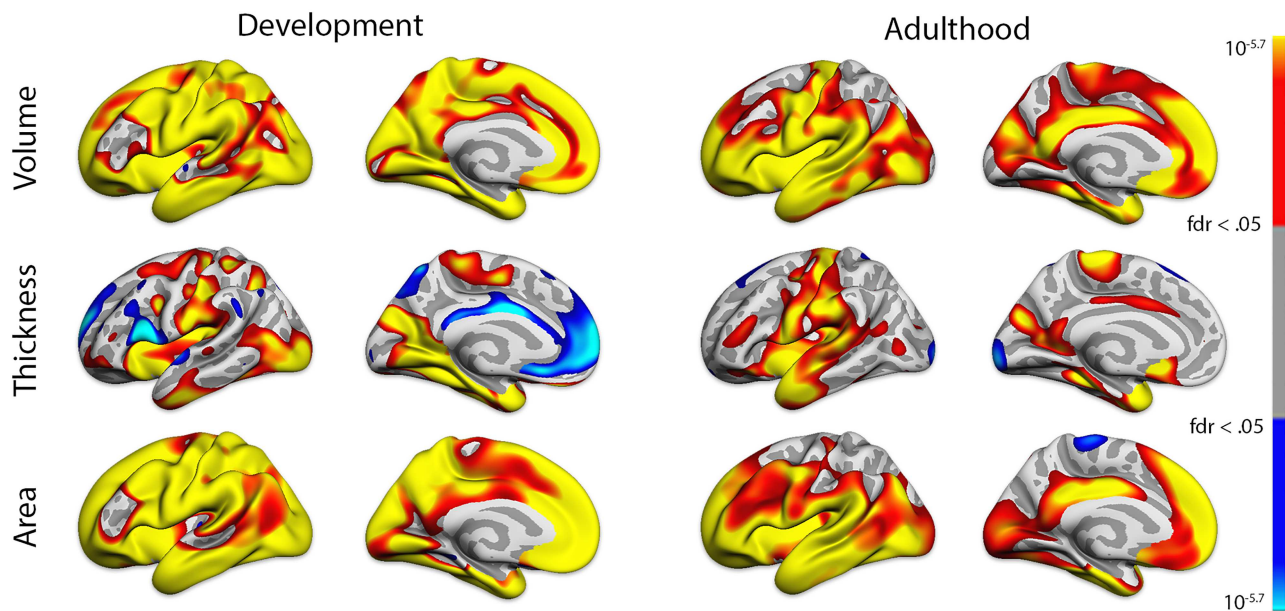 Development
Adulthood
10-5.7
Volume
fdr < .05
Thickness
fdr < .05
Area
10-5.7